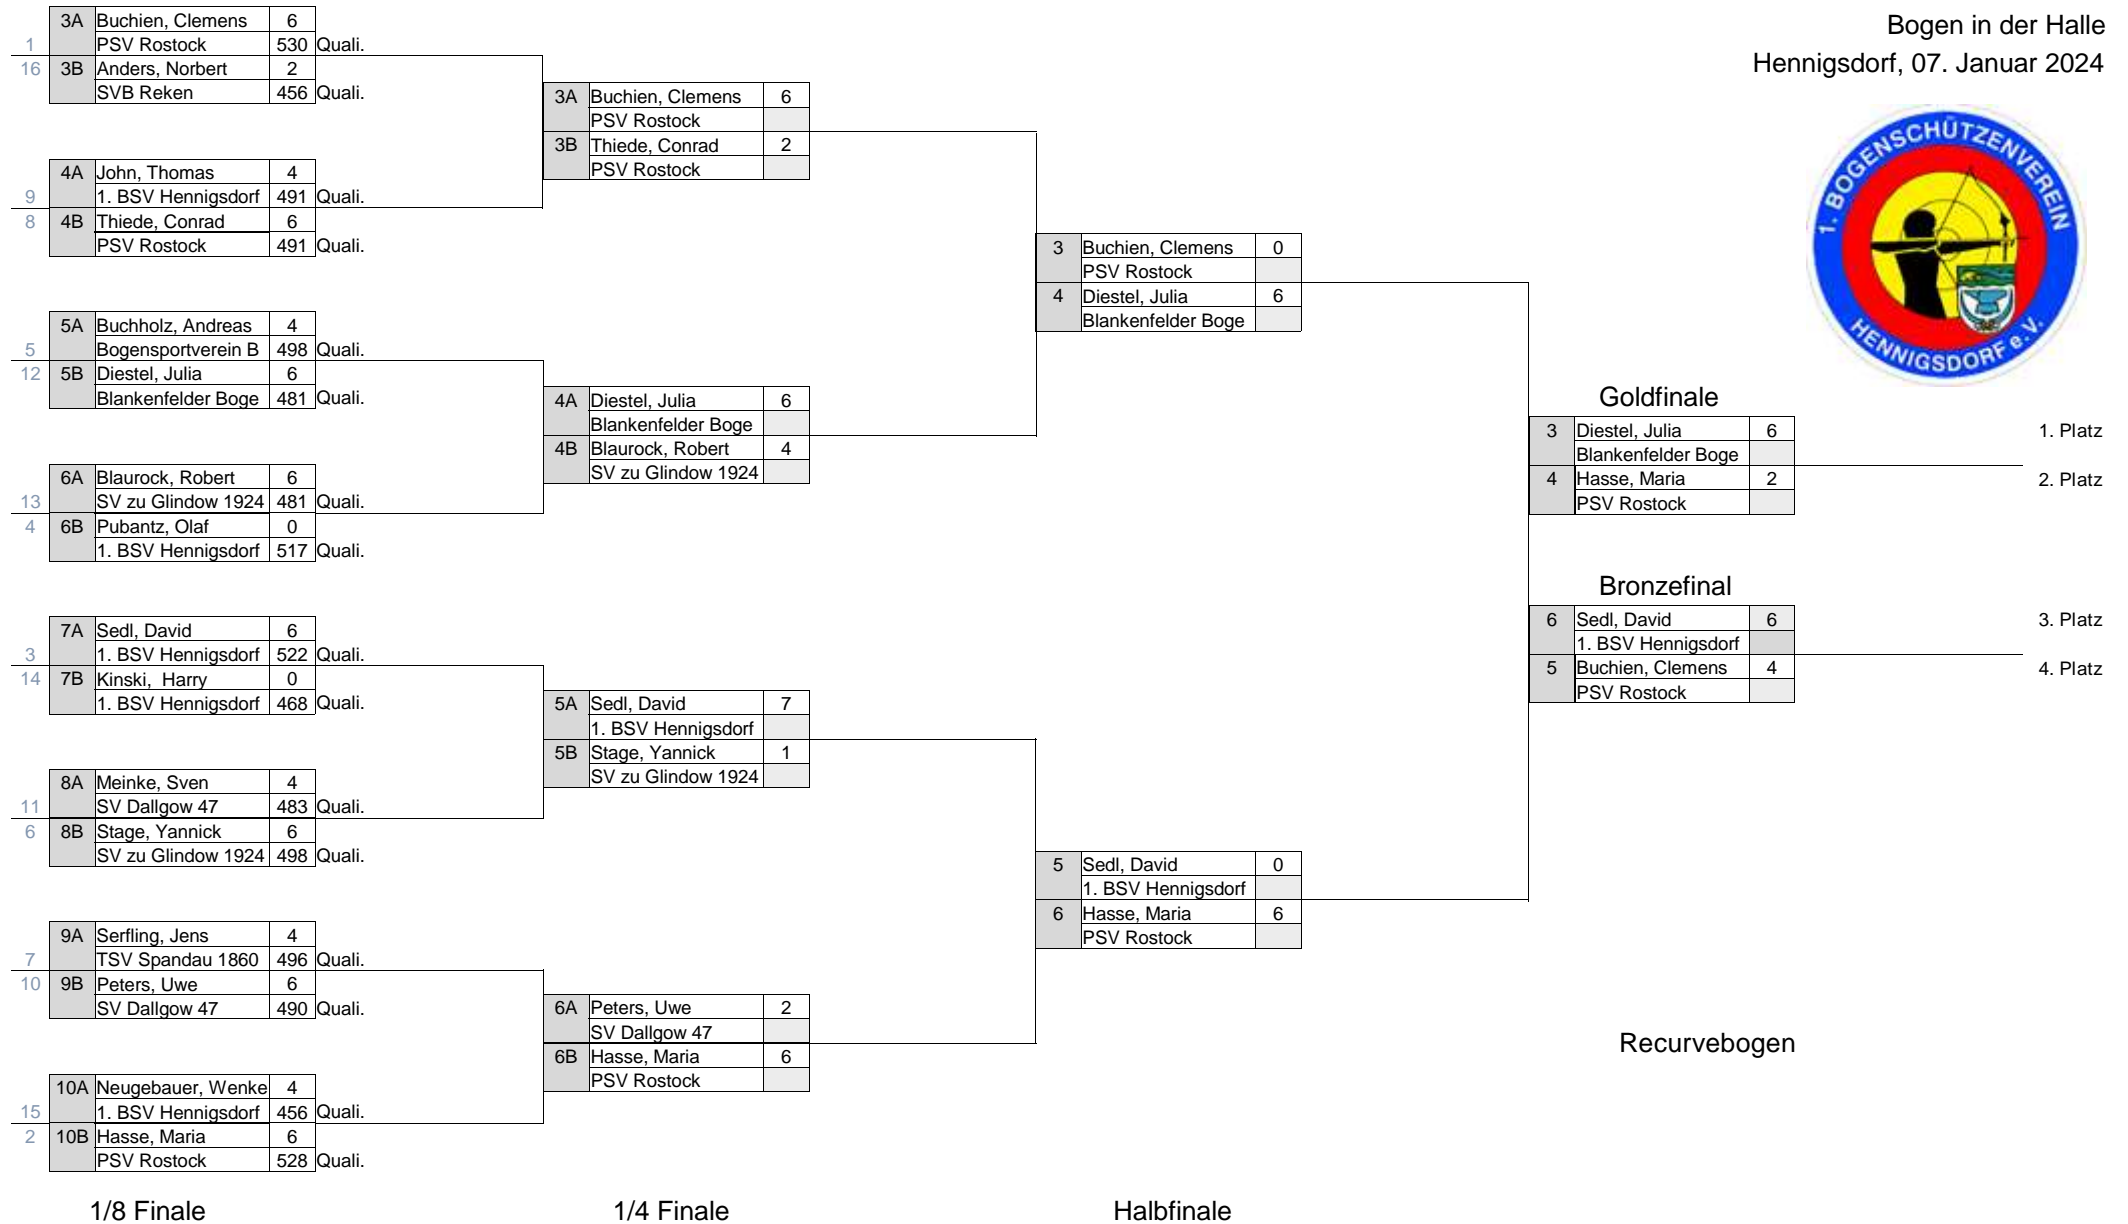 Bogen in der Halle
Hennigsdorf, 07. Januar 2024
1. BOGENSCHÜTZENVEREIN
HENNIGSDORF e. V.
3A Buchien, Clemens 6
1 PSV Rostock 530 Quali.
16 3B Anders, Norbert 2
SVB Reken 456 Quali.
4A John, Thomas 4
9 1. BSV Hennigsdorf 491 Quali.
8 4B Thiede, Conrad 6
PSV Rostock 491 Quali.
5A Buchholz, Andreas 4
5 Bogensportverein B 498 Quali.
12 5B Diestel, Julia 6
Blankenfelder Boge 481 Quali.
6A Blaurock, Robert 6
13 SV zu Glindow 1924 481 Quali.
4 6B Pubantz, Olaf 0
1. BSV Hennigsdorf 517 Quali.
7A Sedl, David 6
3 1. BSV Hennigsdorf 522 Quali.
14 7B Kinski, Harry 0
1. BSV Hennigsdorf 468 Quali.
8A Meinke, Sven 4
11 SV Dallgow 47 483 Quali.
6 8B Stage, Yannick 6
SV zu Glindow 1924 498 Quali.
9A Serfling, Jens 4
7 TSV Spandau 1860 496 Quali.
10 9B Peters, Uwe 6
SV Dallgow 47 490 Quali.
10A Neugebauer, Wenke 4
15 1. BSV Hennigsdorf 456 Quali.
2 10B Hasse, Maria 6
PSV Rostock 528 Quali.
1/8 Finale
3A Buchien, Clemens 6
PSV Rostock
3B Thiede, Conrad 2
PSV Rostock
4A Diestel, Julia 6
Blankenfelder Boge
4B Blaurock, Robert 4
SV zu Glindow 1924
5A Sedl, David 7
1. BSV Hennigsdorf
5B Stage, Yannick 1
SV zu Glindow 1924
6A Peters, Uwe 2
SV Dallgow 47
6B Hasse, Maria 6
PSV Rostock
1/4 Finale
3 Buchien, Clemens 0
PSV Rostock
4 Diestel, Julia 6
Blankenfelder Boge
5 Sedl, David 0
1. BSV Hennigsdorf
6 Hasse, Maria 6
PSV Rostock
Halbfinale
Goldfinale
3 Diestel, Julia 6 1. Platz
Blankenfelder Boge
4 Hasse, Maria 2 2. Platz
PSV Rostock
Bronzefinal
6 Sedl, David 6 3. Platz
1. BSV Hennigsdorf
5 Buchien, Clemens 4 4. Platz
PSV Rostock
Recurvebogen